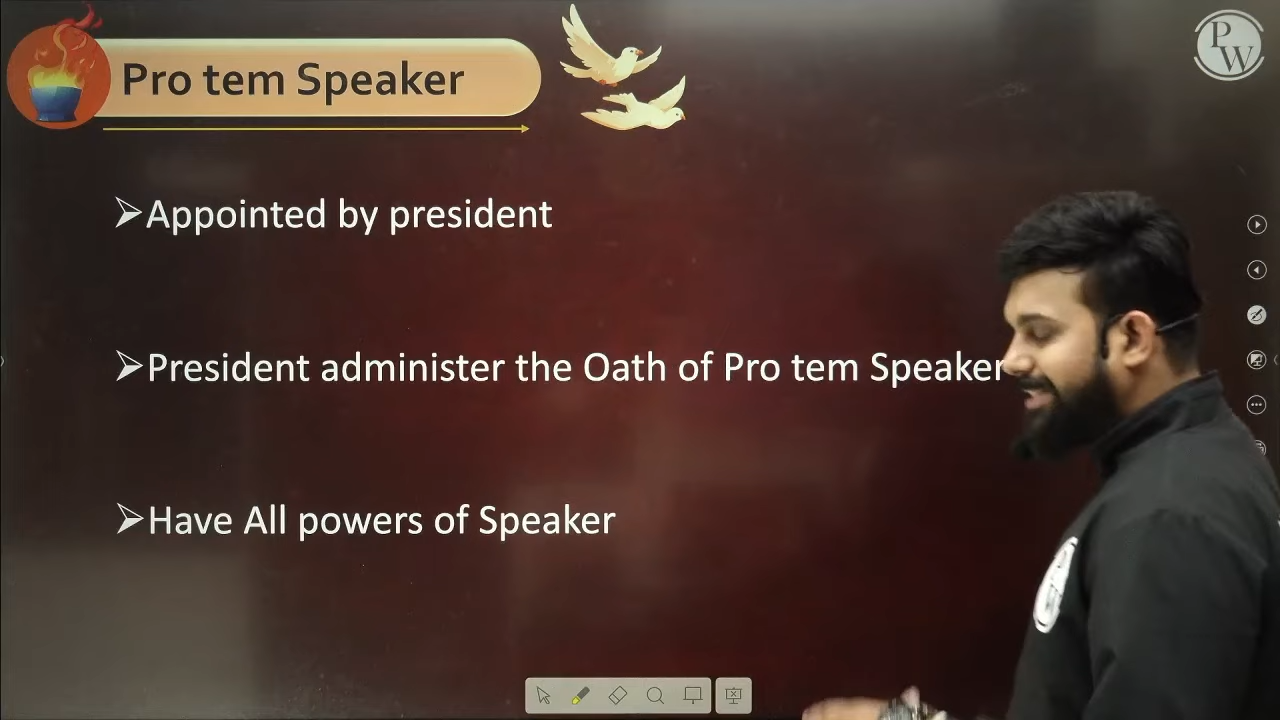 PW
Pro tem Speaker
Appointed by president
President administer the Oath of Pro tem Speaker
Have All powers of Speaker